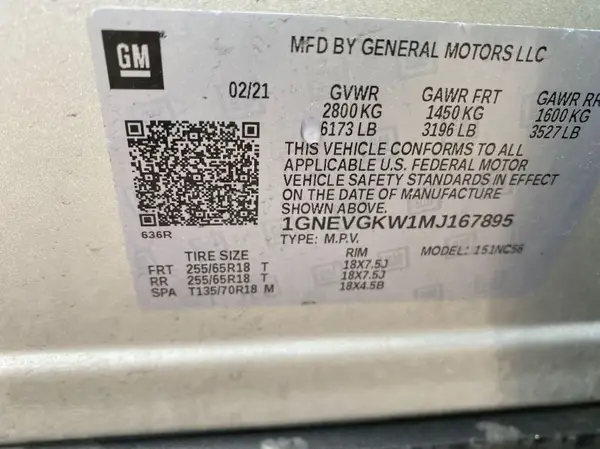 GM
MFD BY GENERAL MOTORS LLC
02/21 GVWR GAWR FRT GAWR RR
2800 KG 1450 KG 1600 KG
6173 LB 3196 LB 3527LB
THIS VEHICLE CONFORMS TO ALL
APPLICABLE U.S. FEDERAL MOTOR
VEHICLE SAFETY STANDARDS IN EFFECT
ON THE DATE OF MANUFACTURE
SHOWN ABOVE.
636R
1GNEVGKW1MJ167895
TYPE: M.P.V. MODEL: 151NC56
TIRE SIZE RIM
FRT 255/65R18 T 18X7.5J
RR 255/65R18 T 18X7.5J
SPA T135/70R18 M 18X4.5B